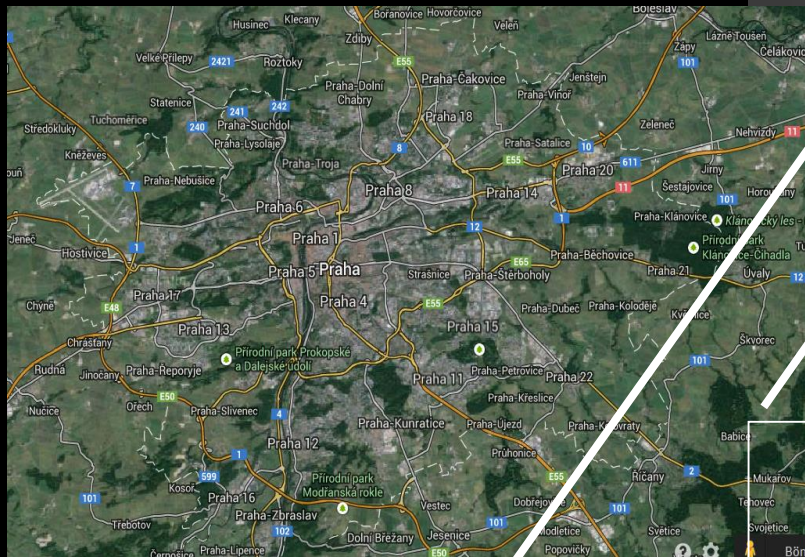 Husinec
Klecany
Bořanovice
Hovorčovice
Veleň
Boleslav
Lázně Toušeň
Čelákovic
Velké Přílepy
2421
Roztoky
Zdiby
E55
Zápy
101
Statenice
241
242
Praha-Dolní
Chabry
Praha-Čakovice
Jenštejn
Praha-Vinoř
Tuchoměřice
240
Praha-Suchdol
Praha 18
Středokluky
Praha-Lysolaje
Zeleneč
Nehvizdy
11
Kněževes
8
Praha-Satalice
10
611
Praha-Troja
E55
Praha 20
Jirny
7
Praha-Nebušice
Praha 8
Praha 14
11
Šestajovice
101
Praha 6
1
Praha-Klánovice
Jeneč
1
Praha 1
12
Přírodní park
Klánovice-Čihadla
Hostivice
Praha 5
Praha
Strašnice
E65
Praha-Štěrboholy
Praha-Běchovice
Praha 21
Úvaly
12
Chýně
Praha 17
Praha 4
E55
Praha-Dubeč
Praha-Koloděje
E48
Praha 13
Praha 15
Chrášťany
Škvorec
Přírodní park Prokopské
a Dalejské údolí
101
Rudná
Jinočany
Praha-Řeporyje
Praha 11
Praha-Petrovice
Praha 22
E50
Praha-Křeslice
Nučice
Ořech
Praha-Slivenec
4
Praha-Kunratice
Praha-Újezd
Babice
Praha 12
Průhonice
1
599
Kosoř
Přírodní park
Modřanská rokle
E55
Říčany
2
Mukařov
101
Praha 16
Vestec
Tehovec
Třebotov
Praha-Zbraslav
102
101
101
Světice
Svojetice
Praha-Lipence
Dolní Břežany
Jesenice
E50
Popovičky